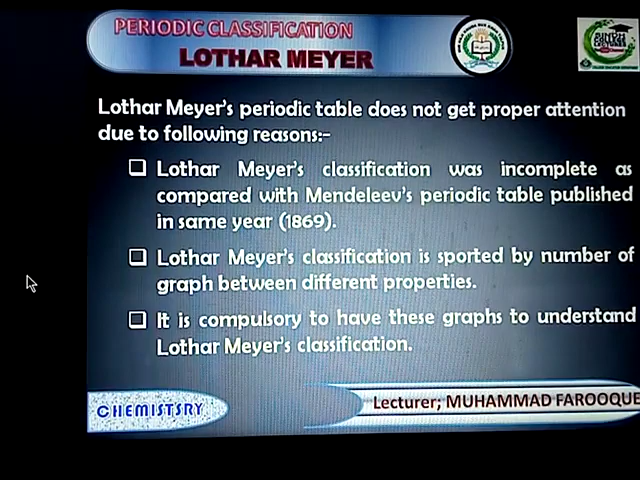 PERIODIC CLASSIFICATION
LOTHAR MEYER
Lothar Meyer's periodic table does not get proper attention
due to following reasons:-
Lothar Meyer's classification was incomplete as
compared with Mendeleev's periodic table published
in same year (1869).
Lothar Meyer's classification is sported by number of
graph between different properties.
It is compulsory to have these graphs to understand
Lothar Meyer's classification.
CHEMISTSRY
Lecturer; MUHAMMAD FAROOQUE